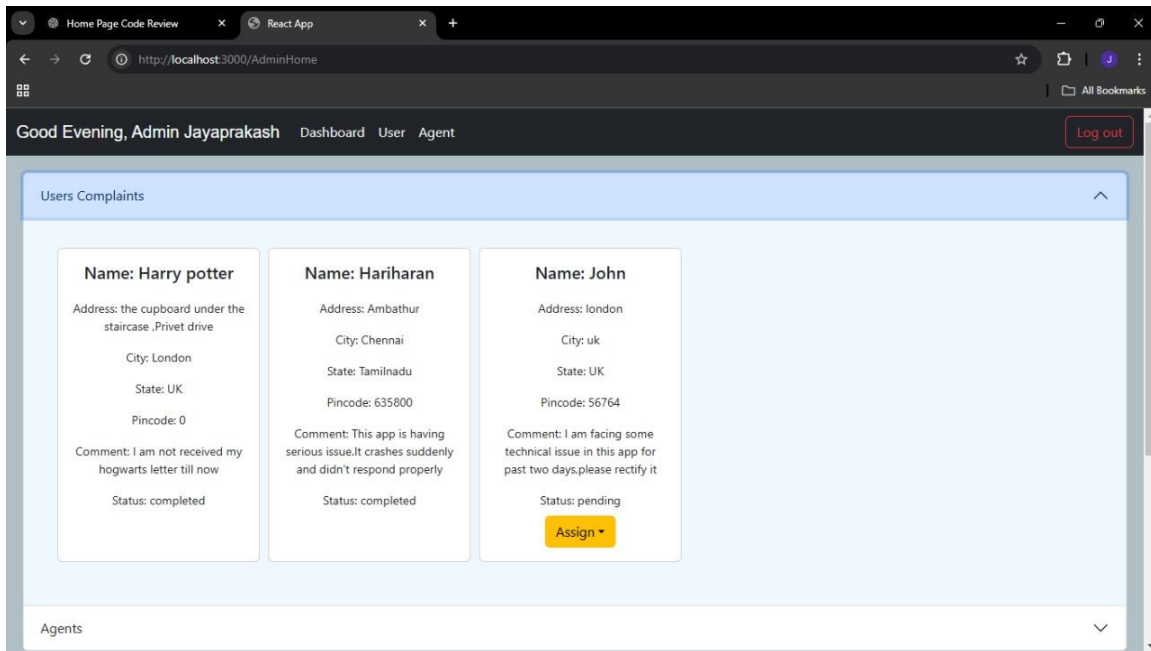 Home Page Code Review
React App
http://localhost:3000/AdminHome
J
All Bookmarks
Good Evening, Admin Jayaprakash
Dashboard User Agent
Log out
Users Complaints
Name: Harry potter
Address: the cupboard under the
staircase ,Privet drive
City: London
State: UK
Pincode: 0
Comment: I am not received my
hogwarts letter till now
Status: completed
Name: Hariharan
Address: Ambathur
City: Chennai
State: Tamilnadu
Pincode: 635800
Comment: This app is having
serious issue.It crashes suddenly
and didn't respond properly
Status: completed
Name: John
Address: london
City: uk
State: UK
Pincode: 56764
Comment: I am facing some
technical issue in this app for
past two days.please rectify it
Status: pending
Assign
Agents